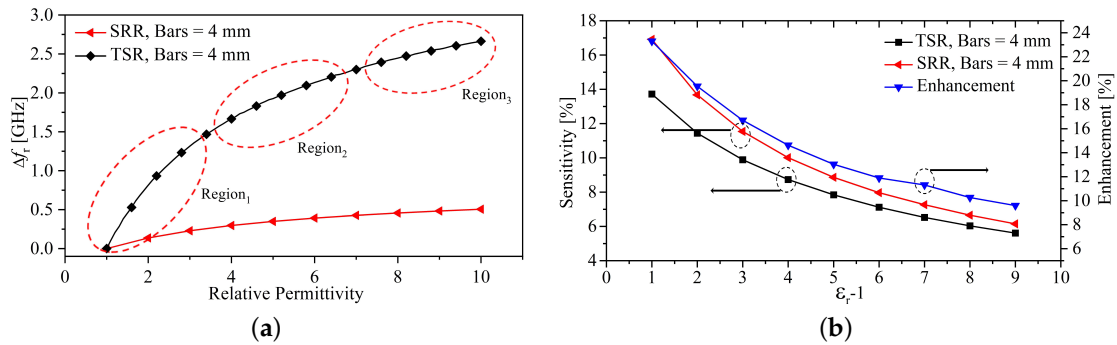 3.0
2.5
2.0
1.5
1.0
0.5
0.0
Δfr [GHz]
SRR, Bars = 4 mm
TSR, Bars = 4 mm
Region1
Region2
Region3
0 2 4 6 8 10
Relative Permittivity
(a)
18
16
14
12
10
8
6
4
Sensitivity [%]
TSR, Bars = 4 mm
SRR, Bars = 4 mm
Enhancement
24
22
20
18
16
14
12
10
8
6
Enhancement [%]
0 1 2 3 4 5 6 7 8 9 10
εr-1
(b)